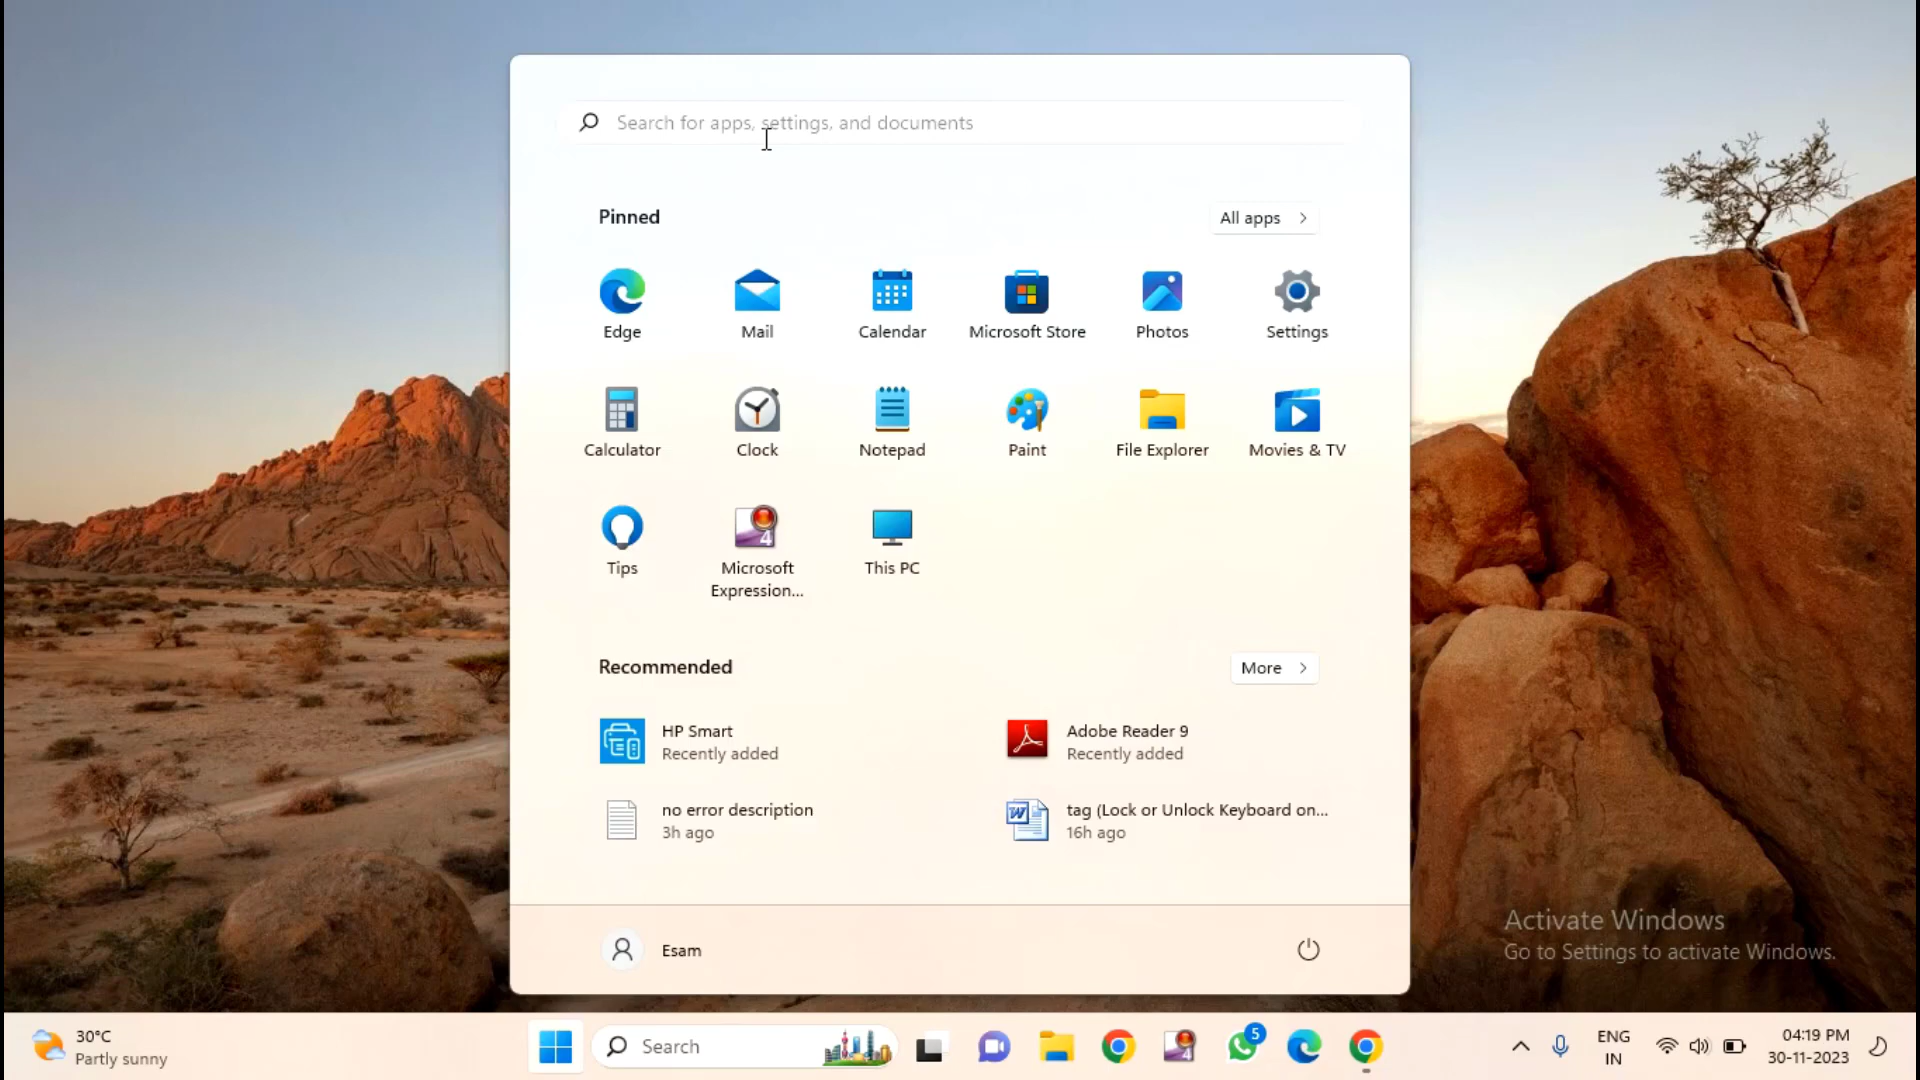 Search for apps, settings, and documents
Pinned
All apps
Edge
Mail
Calendar
Microsoft Store
Photos
Settings
Calculator
Clock
Notepad
Paint
File Explorer
Movies & TV
Tips
Microsoft
Expression...
This PC
Recommended
More
HP Smart
Recently added
Adobe Reader 9
Recently added
no error description
3h ago
tag (Lock or Unlock Keyboard on...
16h ago
Esam
Activate Windows
Go to Settings to activate Windows.
30°C
Partly sunny
Search
5
ENG
IN
04:19 PM
30-11-2023